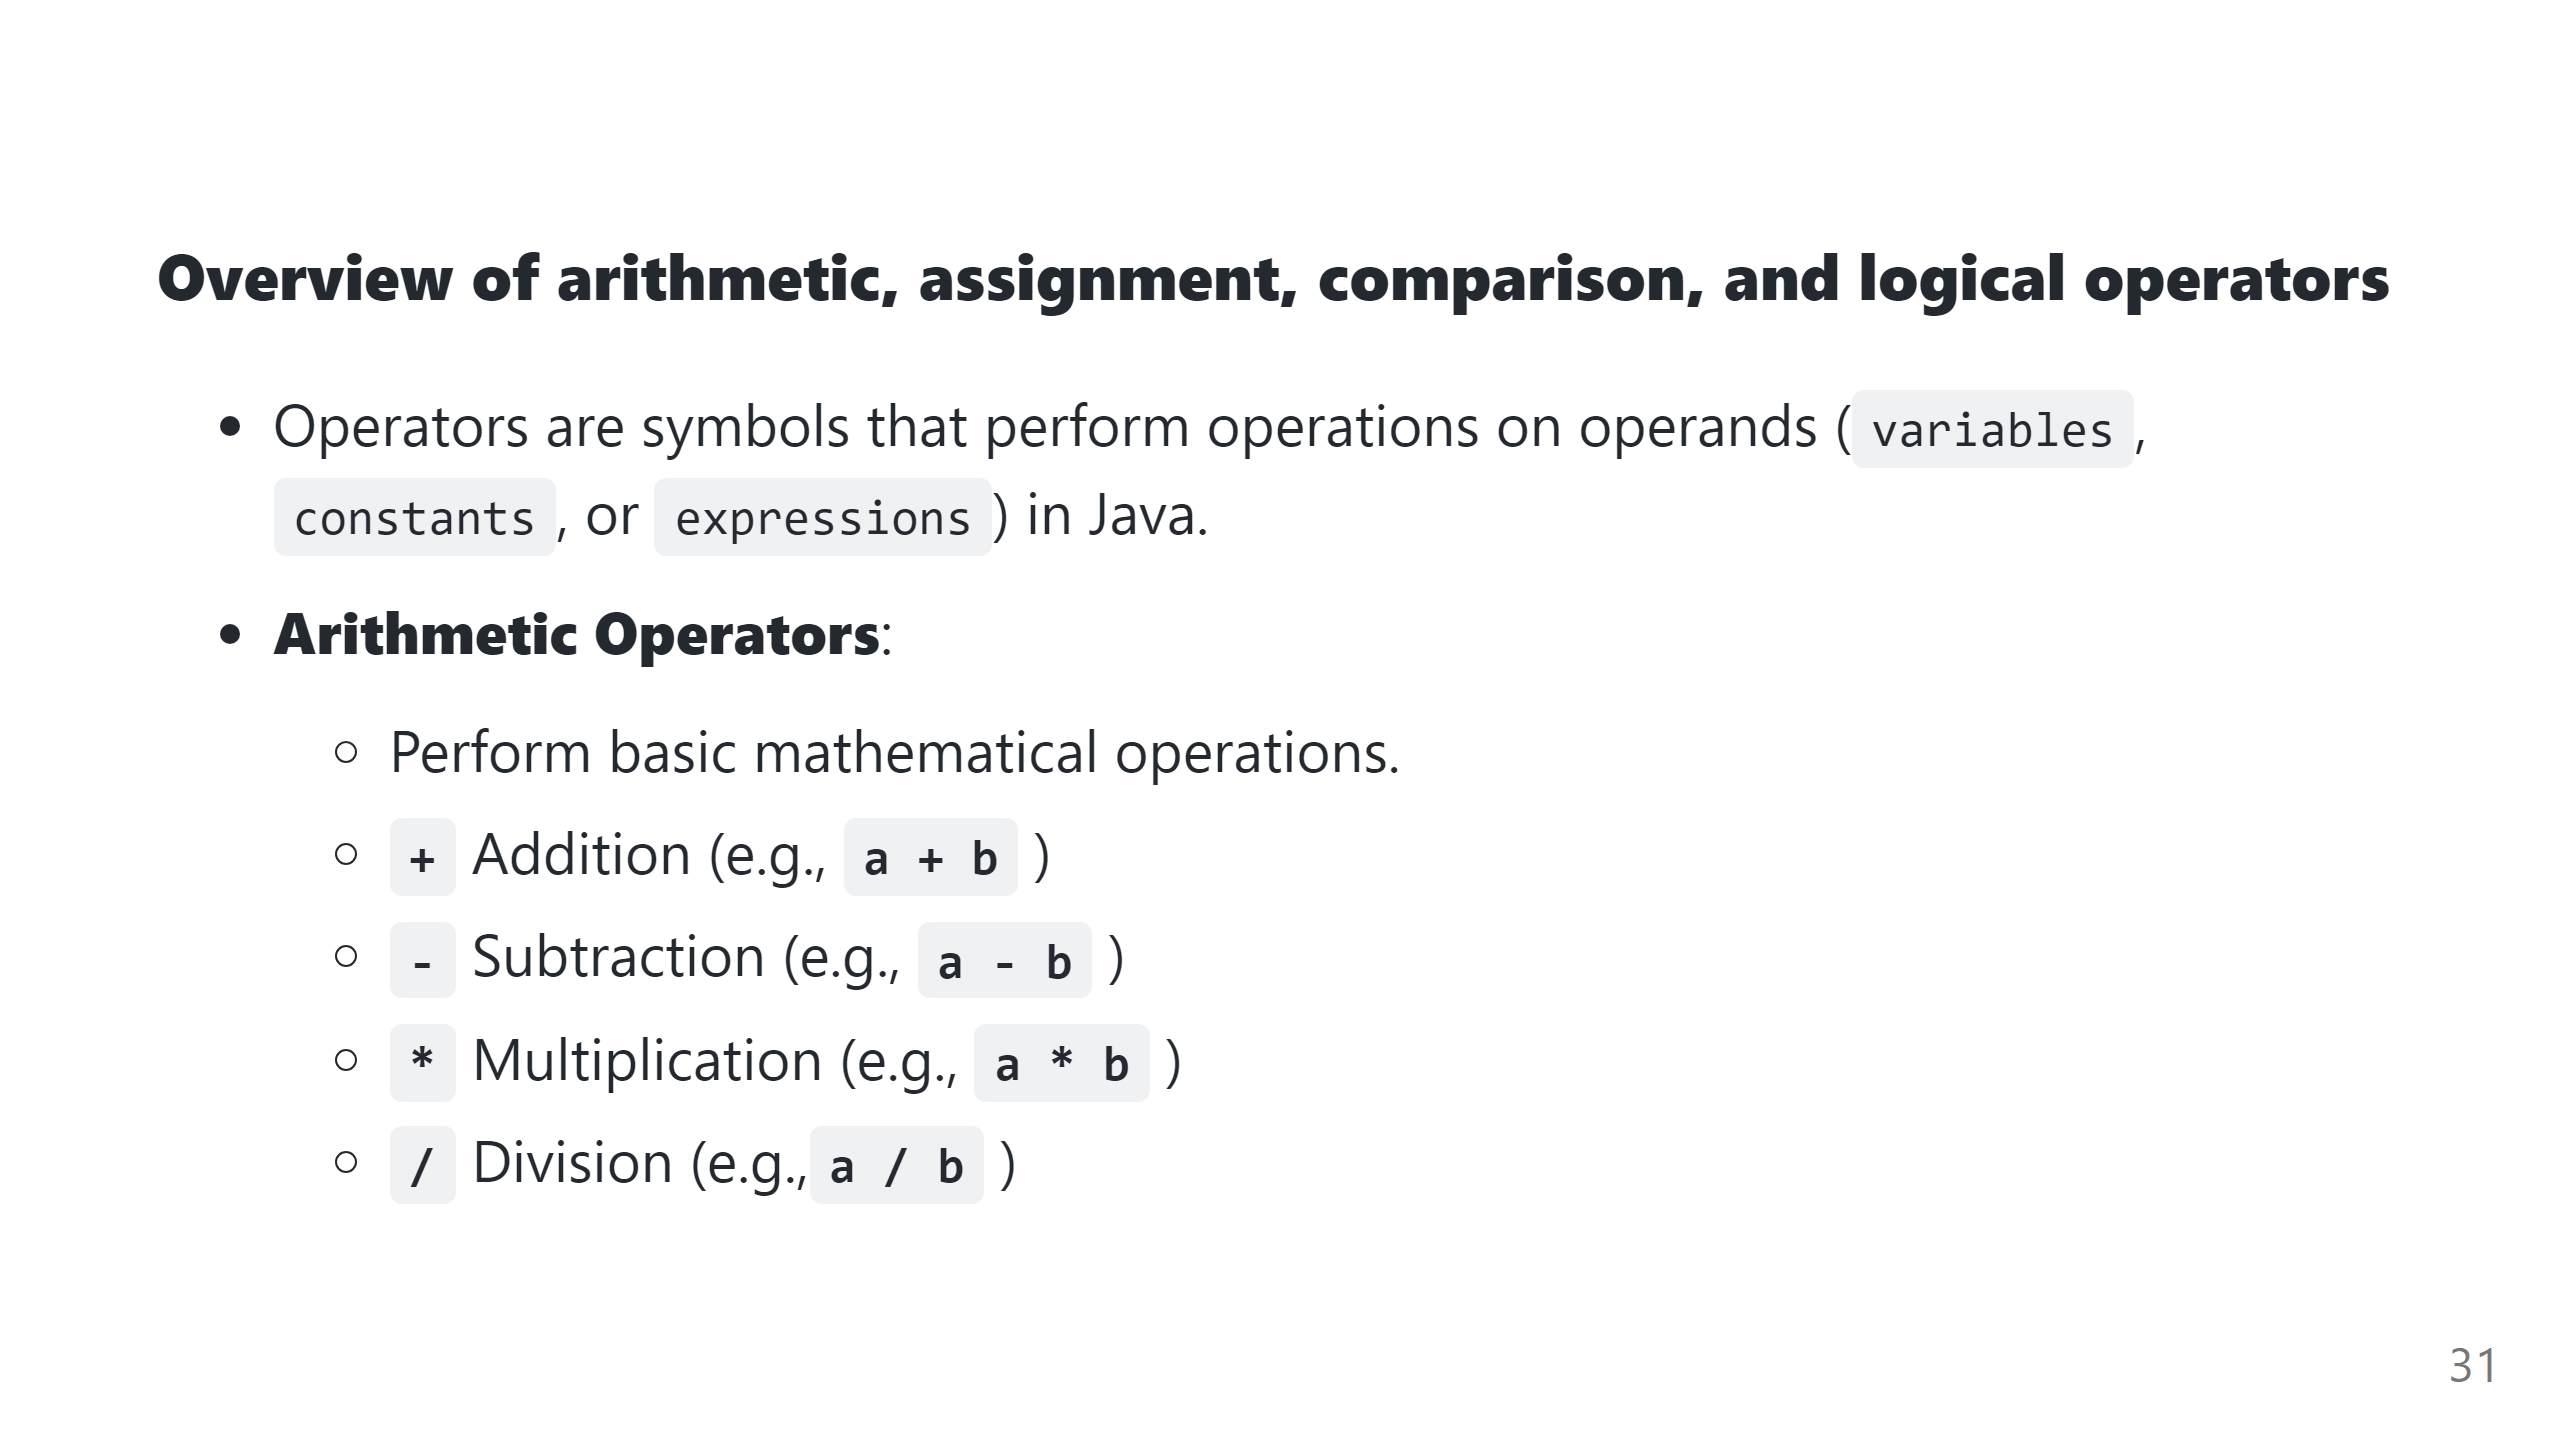 Overview of arithmetic, assignment, comparison, and logical operators
• Operators are symbols that perform operations on operands (variables,
constants, or expressions) in Java.
• Arithmetic Operators:
○ Perform basic mathematical operations.
○ + Addition (e.g., a + b )
○ - Subtraction (e.g., a - b )
○ * Multiplication (e.g., a * b )
○ / Division (e.g., a / b )
31